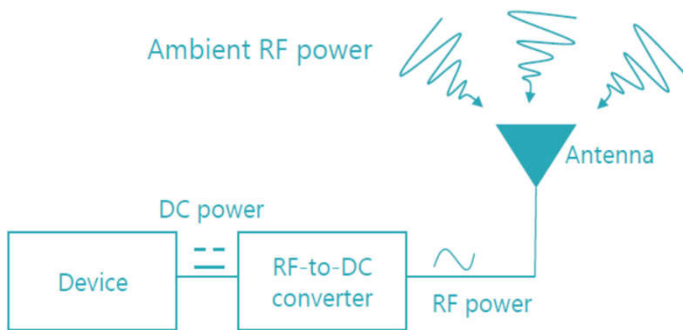 Ambient RF power
Antenna
DC power
Device
RF-to-DC
converter
RF power